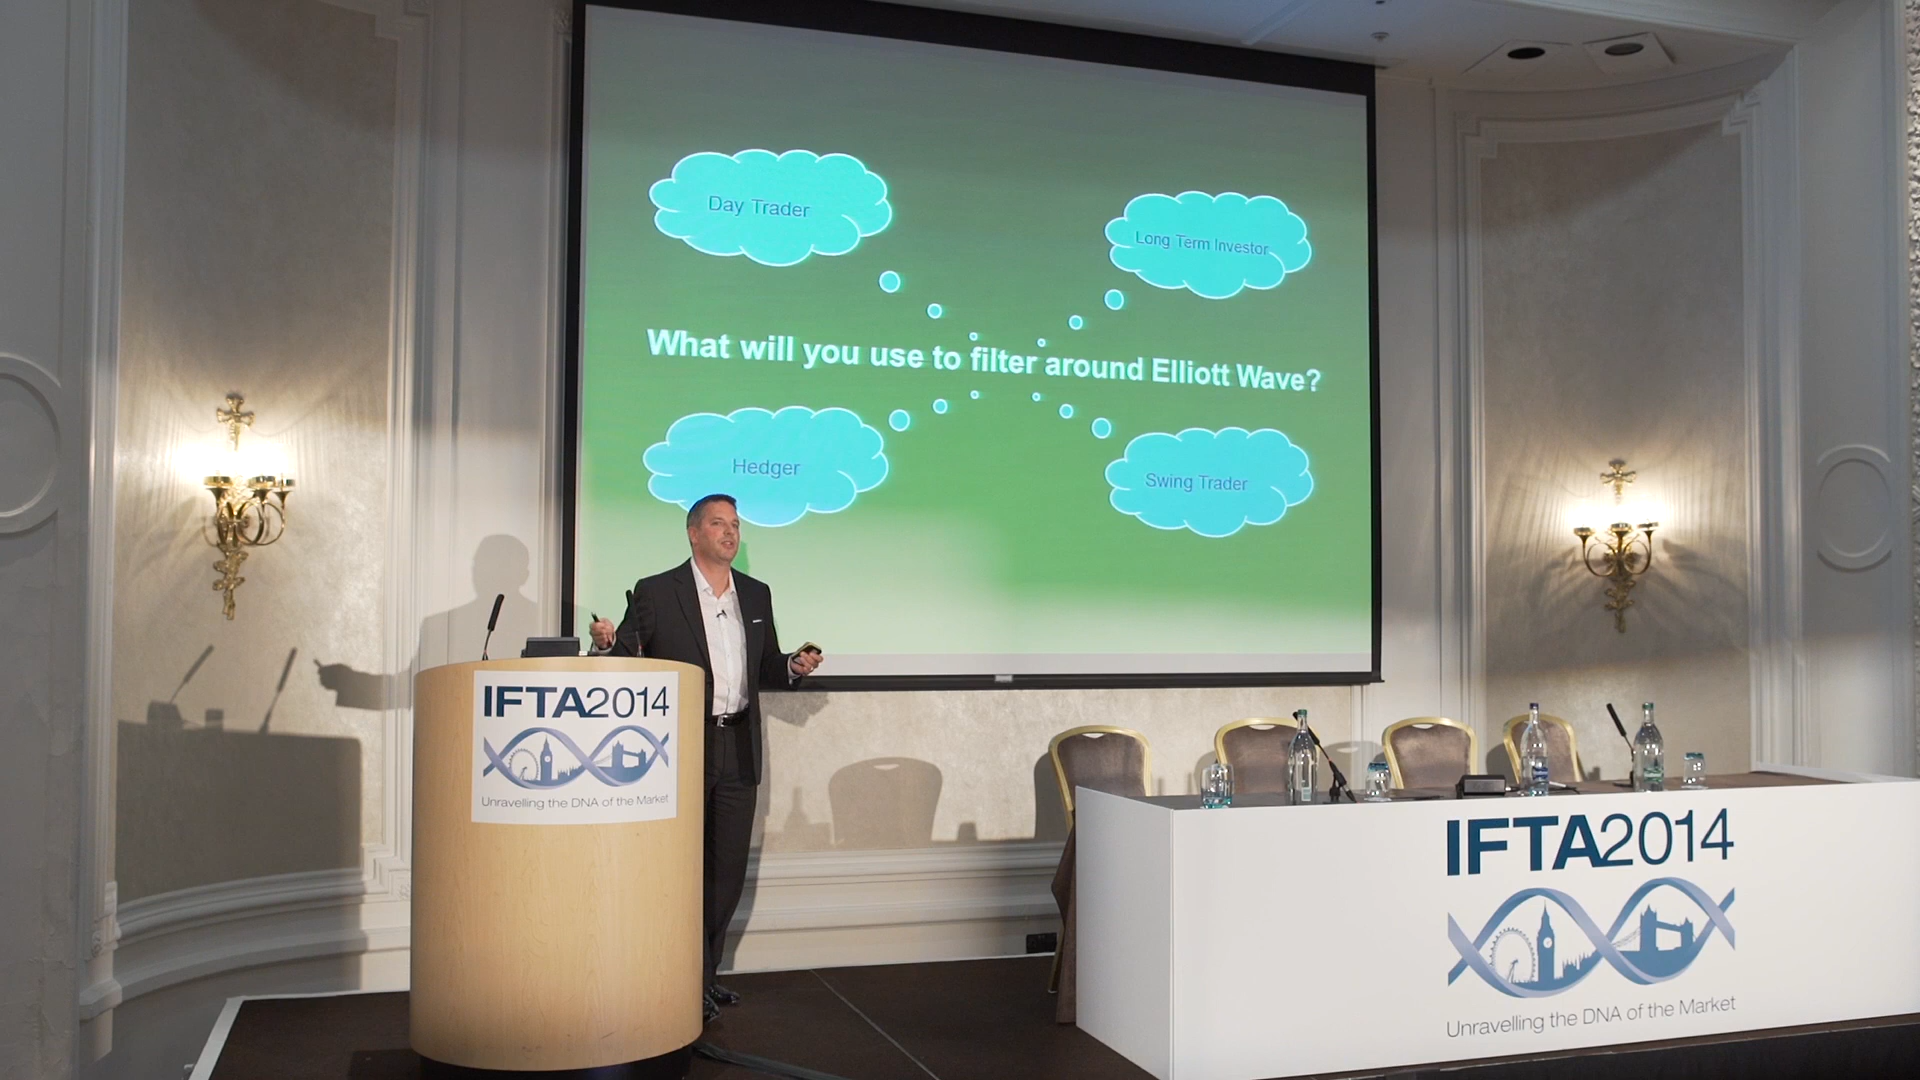 Day Trader
Long Term Investor
What will you use to filter around Elliott Wave?
Hedger
Swing Trader
IFTA2014
Unravelling the DNA of the Market
IFTA2014
Unravelling the DNA of the Market